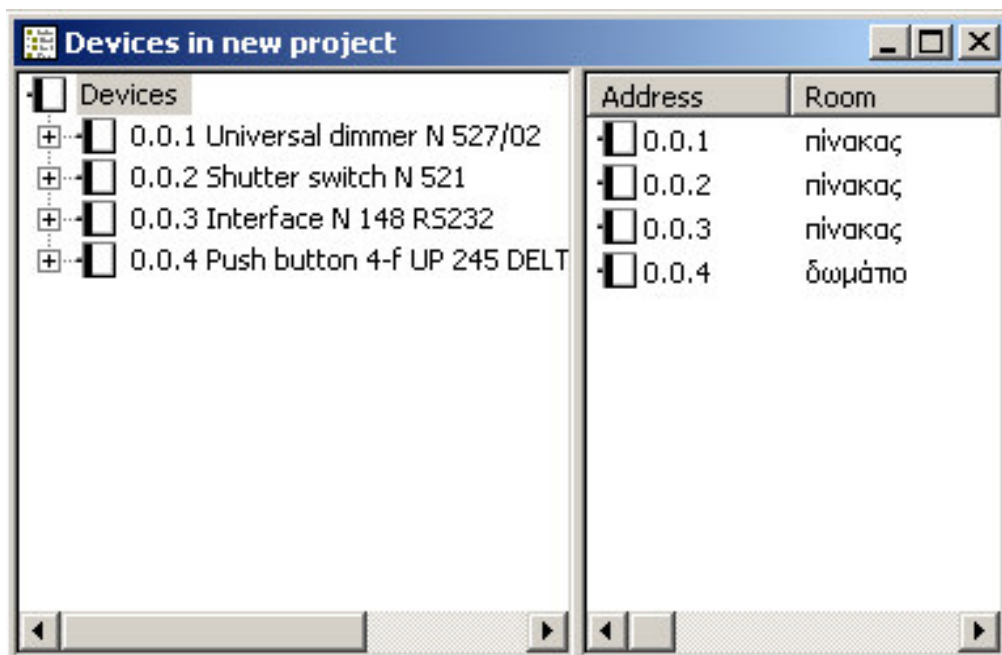 Devices in new project
Devices
0.0.1 Universal dimmer N 527/02
0.0.2 Shutter switch N 521
0.0.3 Interface N 148 RS232
0.0.4 Push button 4-f UP 245 DELT
Address Room
0.0.1 πίνακας
0.0.2 πίνακας
0.0.3 πίνακας
0.0.4 δωμάτιο